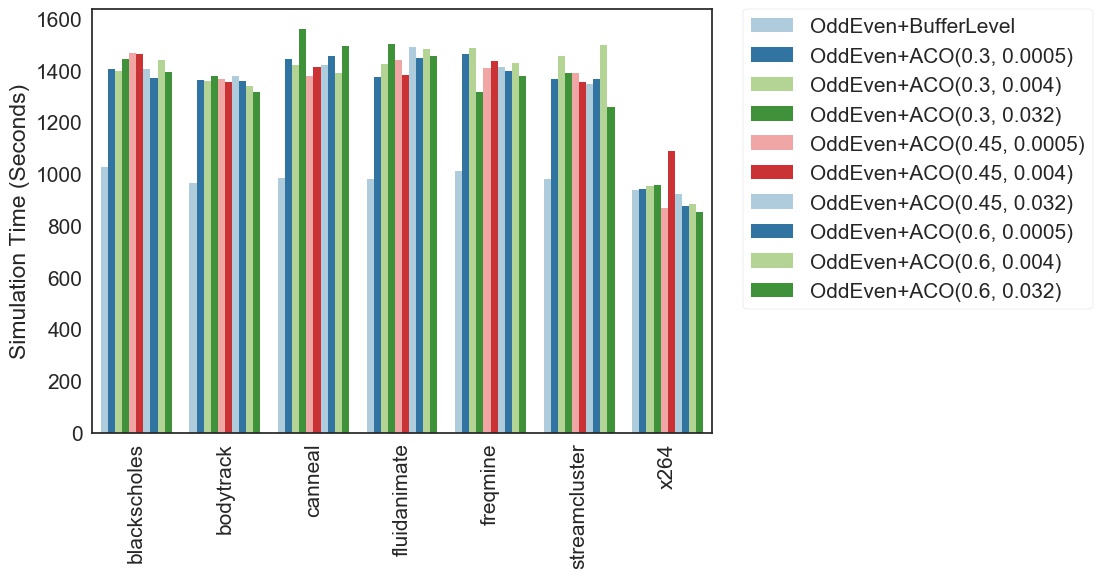 Simulation Time (Seconds)
1600
1400
1200
1000
800
600
400
200
0
blackscholes
bodytrack
canneal
fluidanimate
freqmine
streamcluster
x264
OddEven+BufferLevel
OddEven+ACO(0.3, 0.0005)
OddEven+ACO(0.3, 0.004)
OddEven+ACO(0.3, 0.032)
OddEven+ACO(0.45, 0.0005)
OddEven+ACO(0.45, 0.004)
OddEven+ACO(0.45, 0.032)
OddEven+ACO(0.6, 0.0005)
OddEven+ACO(0.6, 0.004)
OddEven+ACO(0.6, 0.032)